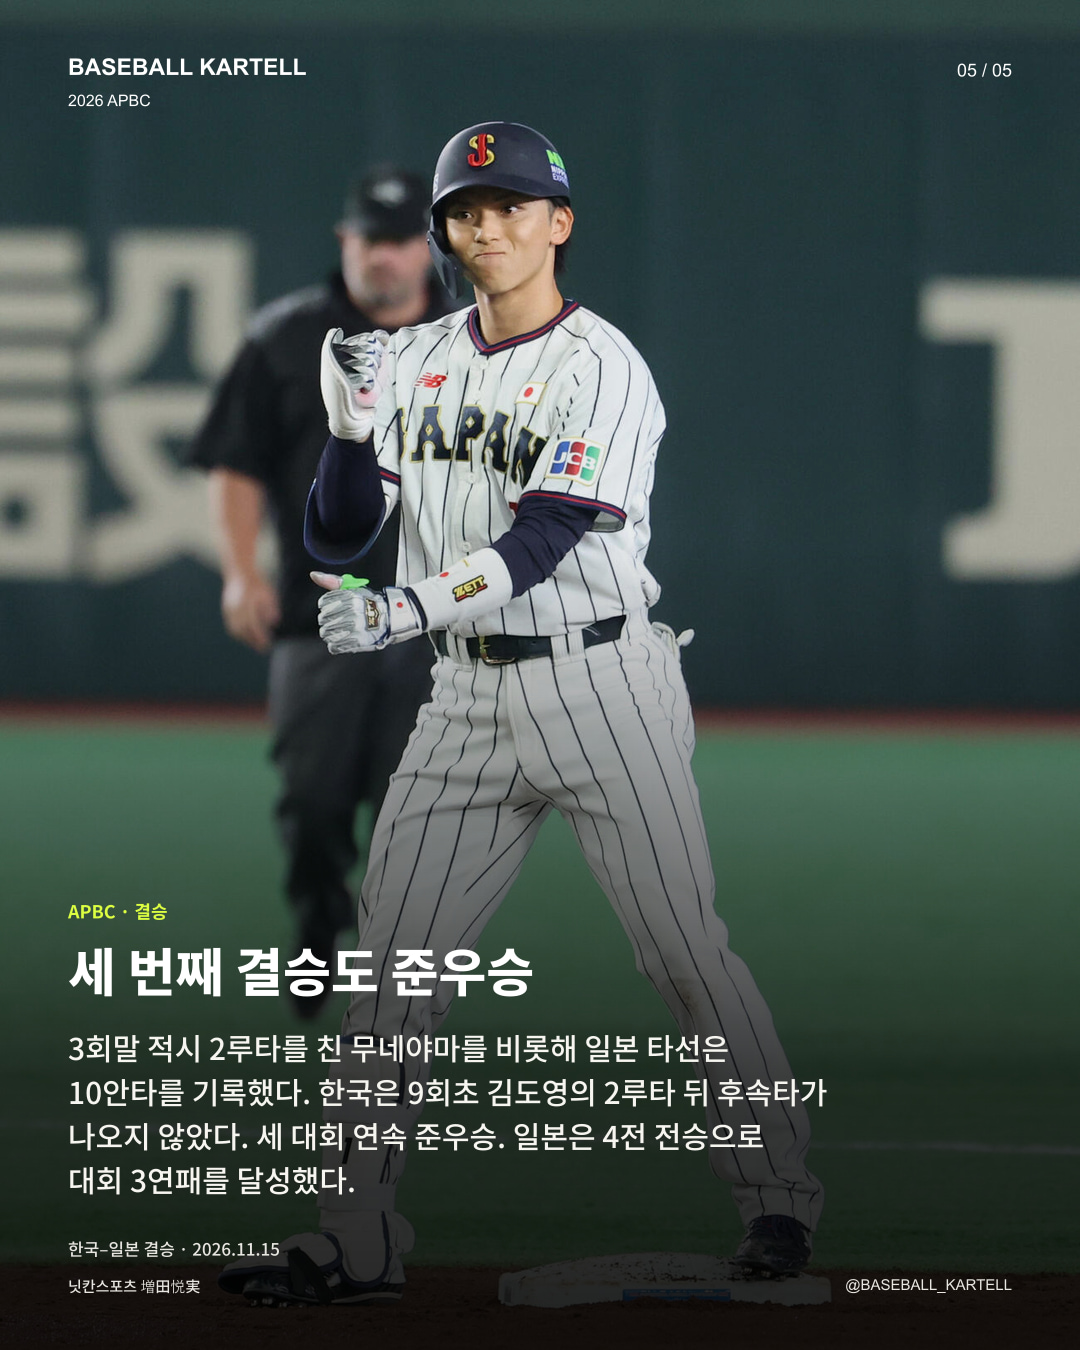 BASEBALL KARTELL
2026 APBC
05 / 05
設
JAPAN
JCB
ZETT
APBC · 결승
세 번째 결승도 준우승
3회말 적시 2루타를 친 무네야마를 비롯해 일본 타선은
10안타를 기록했다. 한국은 9회초 김도영의 2루타 뒤 후속타가
나오지 않았다. 세 대회 연속 준우승. 일본은 4전 전승으로
대회 3연패를 달성했다.
한국–일본 결승 · 2026.11.15
닛칸스포츠 増田悦実
@BASEBALL_KARTELL